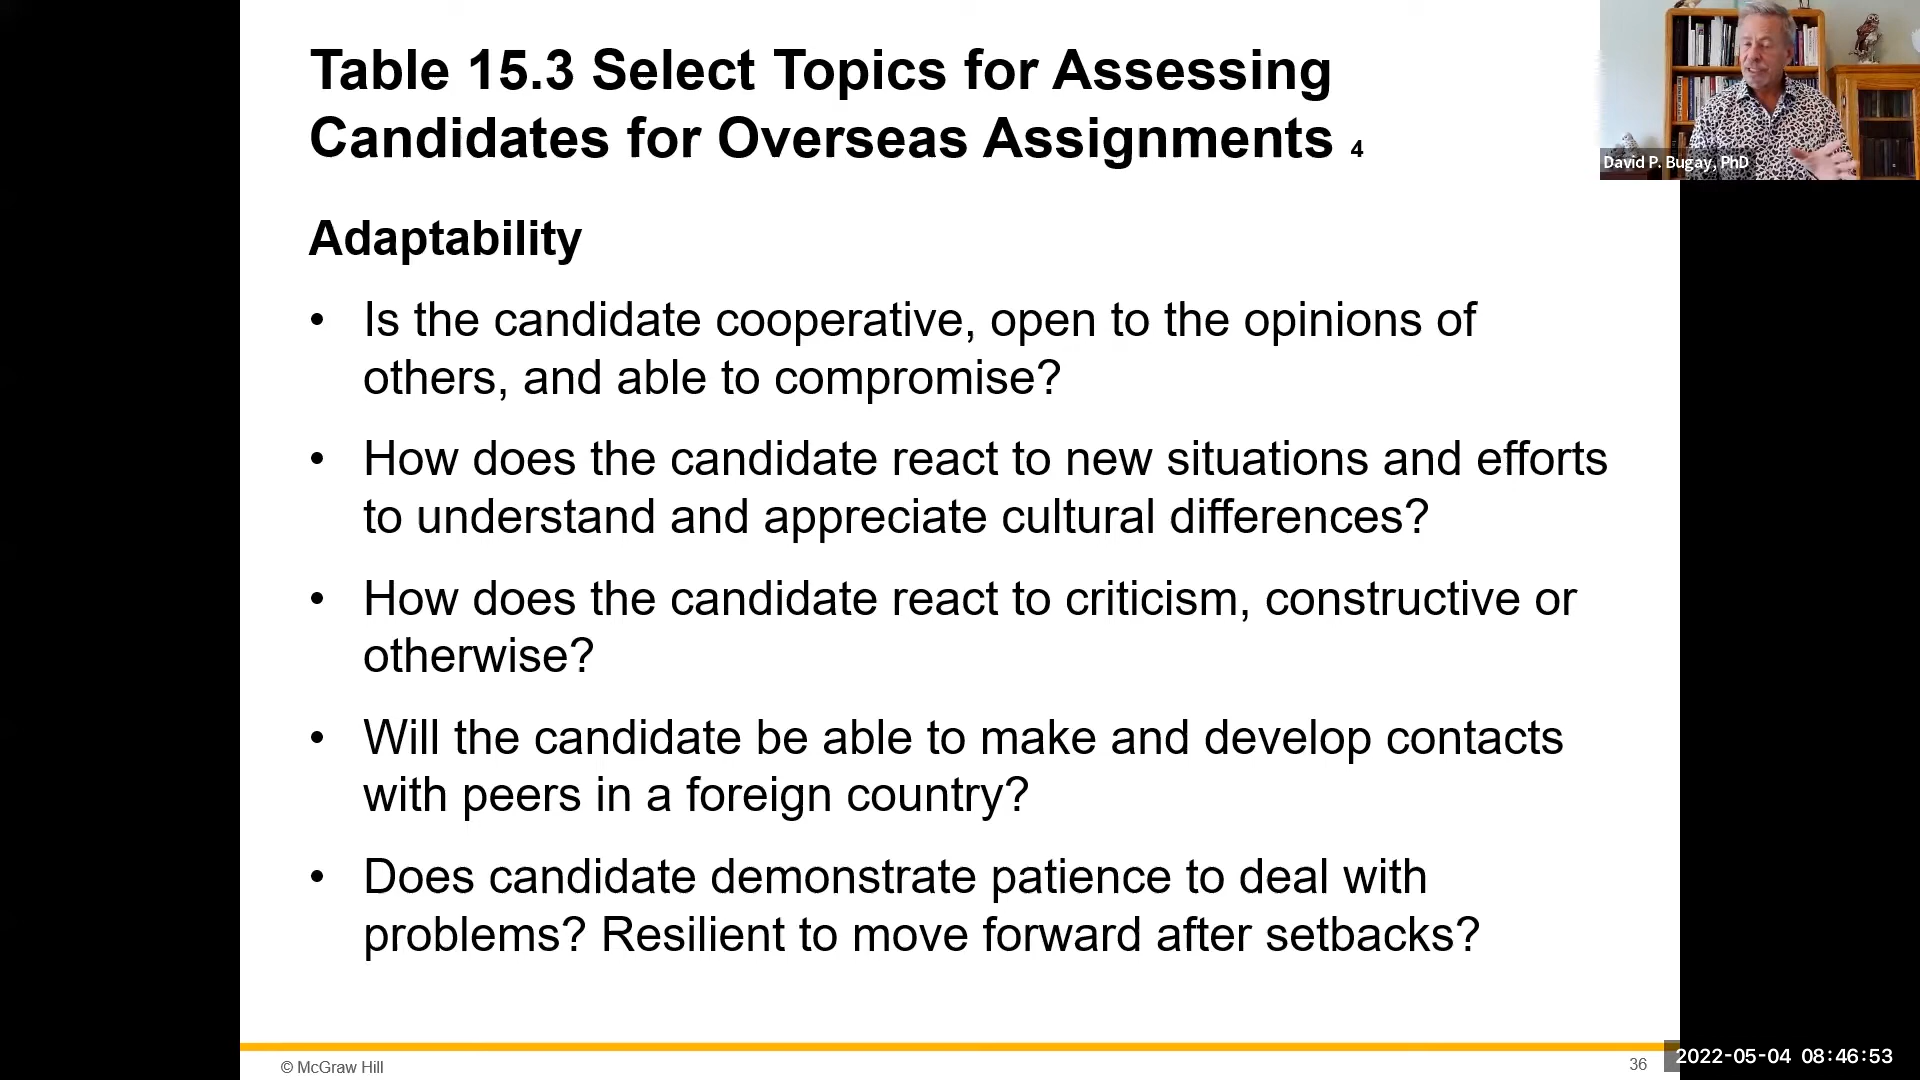 Table 15.3 Select Topics for Assessing
Candidates for Overseas Assignments 4
David P. Bugay, PhD
Adaptability
• Is the candidate cooperative, open to the opinions of
others, and able to compromise?
• How does the candidate react to new situations and efforts
to understand and appreciate cultural differences?
• How does the candidate react to criticism, constructive or
otherwise?
• Will the candidate be able to make and develop contacts
with peers in a foreign country?
• Does candidate demonstrate patience to deal with
problems? Resilient to move forward after setbacks?
© McGraw Hill
36
2022-05-04 08:46:53